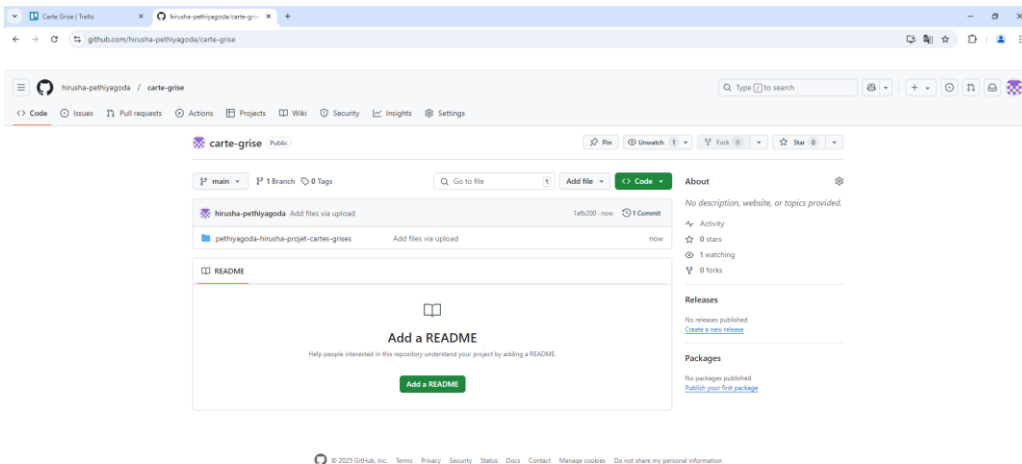 Carte Grise | Trello
hirusha-pethiyagoda/carte-gris
github.com/hirusha-pethiyagoda/carte-grise
hirusha-pethiyagoda / carte-grise
Type / to search
Code Issues Pull requests Actions Projects Wiki Security Insights Settings
carte-grise Public
Pin Unwatch 1 Fork 0 Star 0
main 1 Branch 0 Tags Go to file t Add file Code
hirusha-pethiyagoda Add files via upload 1afb200 · now 1 Commit
pethiyagoda-hirusha-projet-cartes-grises Add files via upload now
README
Add a README
Help people interested in this repository understand your project by adding a README.
Add a README
About
No description, website, or topics provided.
Activity
0 stars
1 watching
0 forks
Releases
No releases published
Create a new release
Packages
No packages published
Publish your first package
© 2025 GitHub, Inc. Terms Privacy Security Status Docs Contact Manage cookies Do not share my personal information